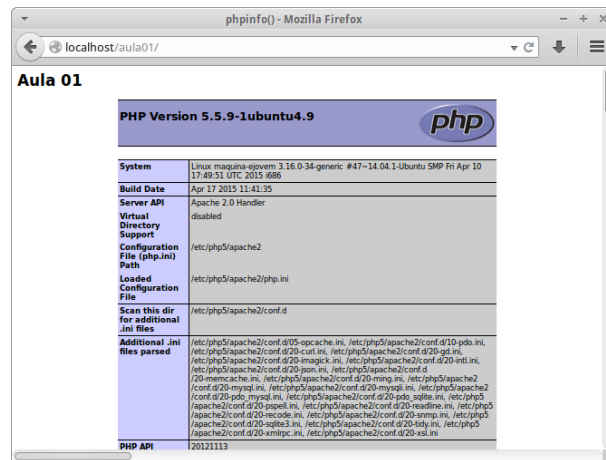 phpinfo() - Mozilla Firefox
localhost/aula01/
Aula 01
PHP Version 5.5.9-1ubuntu4.9
php
System
Linux maquina-ejovem 3.16.0-34-generic #47~14.04.1-Ubuntu SMP Fri Apr 10
17:49:51 UTC 2015 i686
Build Date
Apr 17 2015 11:41:35
Server API
Apache 2.0 Handler
Virtual
Directory
Support
disabled
Configuration
File (php.ini)
Path
/etc/php5/apache2
Loaded
Configuration
File
/etc/php5/apache2/php.ini
Scan this dir
for additional
.ini files
/etc/php5/apache2/conf.d
Additional .ini
files parsed
/etc/php5/apache2/conf.d/05-opcache.ini, /etc/php5/apache2/conf.d/10-pdo.ini,
/etc/php5/apache2/conf.d/20-curl.ini, /etc/php5/apache2/conf.d/20-gd.ini,
/etc/php5/apache2/conf.d/20-imagick.ini, /etc/php5/apache2/conf.d/20-intl.ini,
/etc/php5/apache2/conf.d/20-json.ini, /etc/php5/apache2/conf.d
/20-memcache.ini, /etc/php5/apache2/conf.d/20-ming.ini, /etc/php5/apache2
/conf.d/20-mysql.ini, /etc/php5/apache2/conf.d/20-mysqli.ini, /etc/php5/apache2
/conf.d/20-pdo_mysql.ini, /etc/php5/apache2/conf.d/20-pdo_sqlite.ini, /etc/php5
/apache2/conf.d/20-pspell.ini, /etc/php5/apache2/conf.d/20-readline.ini, /etc/php5
/apache2/conf.d/20-recode.ini, /etc/php5/apache2/conf.d/20-snmp.ini, /etc/php5
/apache2/conf.d/20-sqlite3.ini, /etc/php5/apache2/conf.d/20-tidy.ini, /etc/php5
/apache2/conf.d/20-xmlrpc.ini, /etc/php5/apache2/conf.d/20-xsl.ini
PHP API
20121113